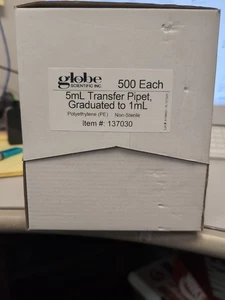 globe
SCIENTIFIC INC.
500 Each
5mL Transfer Pipet,
Graduated to 1mL
Polyethylene (PE) Non-Sterile
Item #: 137030